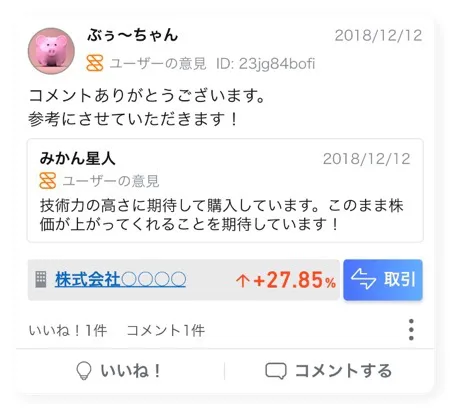 ぶぅ〜ちゃん 2018/12/12
ユーザーの意見 ID: 23jg84bofi
コメントありがとうございます。
参考にさせていただきます！
みかん星人 2018/12/12
ユーザーの意見
技術力の高さに期待して購入しています。このまま株
価が上がってくれることを期待しています！
株式会社○○○○ ↑+27.85% 取引
いいね！1件 コメント1件
いいね！ コメントする